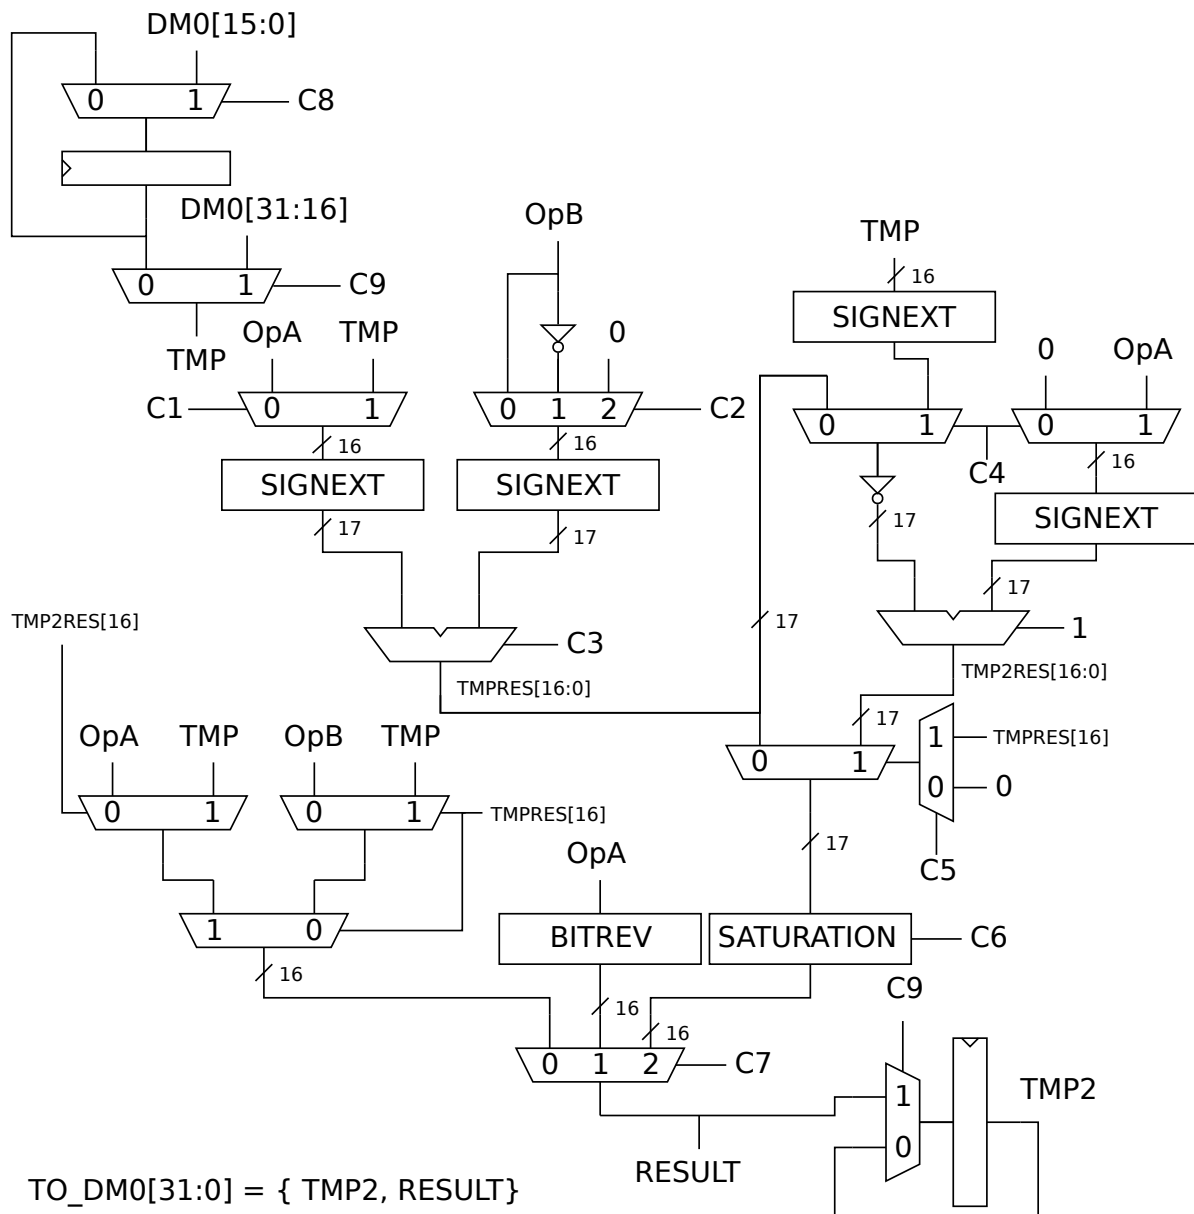 DM0[15:0]
0 1 C8
DM0[31:16]
OpB
TMP
16
0 1 C9
SIGNEXT
TMP
OpA TMP
0
0 OpA
C1 0 1
0 1 2 C2
0 1
0 1
C4
16
16
16
SIGNEXT
SIGNEXT
SIGNEXT
17
17
17
17
TMP2RES[16]
17
C3
1
TMPRES[16:0]
TMP2RES[16:0]
17
OpA TMP OpB TMP
0 1
1 TMPRES[16]
0 0
0 1
0 1
TMPRES[16]
17
OpA
C5
1 0
BITREV
SATURATION
C6
16
C9
16
16
0 1 2 C7
1
TMP2
0
RESULT
TO_DM0[31:0] = { TMP2, RESULT}